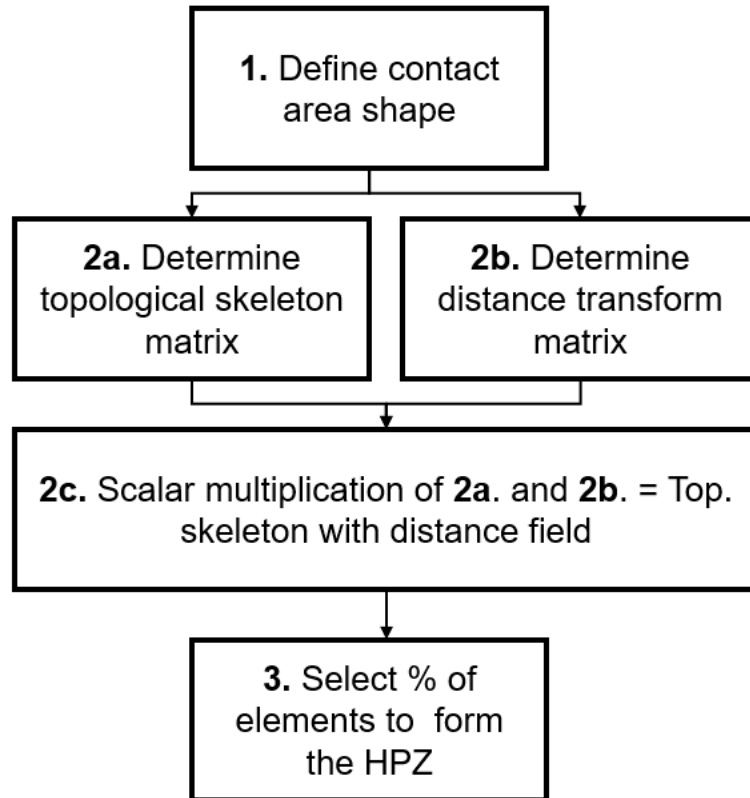 1. Define contact
area shape
2a. Determine
topological skeleton
matrix
2b. Determine
distance transform
matrix
2c. Scalar multiplication of 2a. and 2b. = Top.
skeleton with distance field
3. Select % of
elements to  form
the HPZ